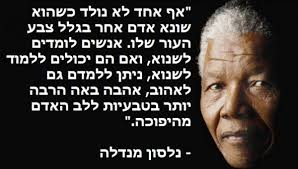 "אף אחד לא נולד כשהוא
שונא אדם אחר בגלל צבע
העור שלו. אנשים לומדים
לשנוא, ואם הם יכולים ללמוד
לשנוא, ניתן ללמדם גם
לאהוב, אהבה באה הרבה
יותר בטבעיות ללב האדם
מהיפוכה."
- נלסון מנדלה